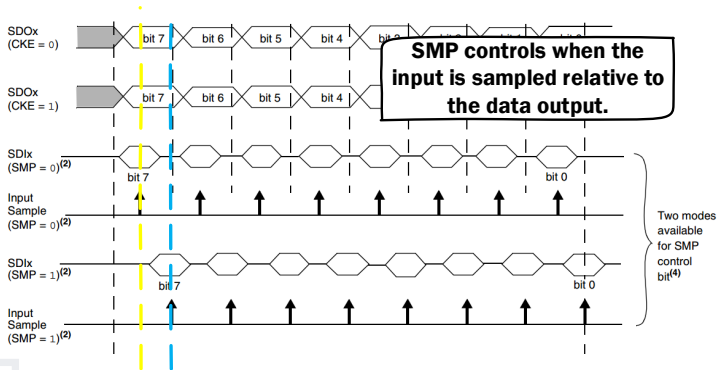 SDOx
(CKE = 0)
bit 7 bit 6 bit 5 bit 4
SMP controls when the
input is sampled relative to
the data output.
SDOx
(CKE = 1)
bit 7 bit 6 bit 5 bit 4
SDIx
(SMP = 0)(2)
bit 7 bit 0
Input
Sample
(SMP = 0)(2)
Two modes
available
for SMP
control
bit(4)
SDIx
(SMP = 1)(2)
bit 7 bit 0
Input
Sample
(SMP = 1)(2)